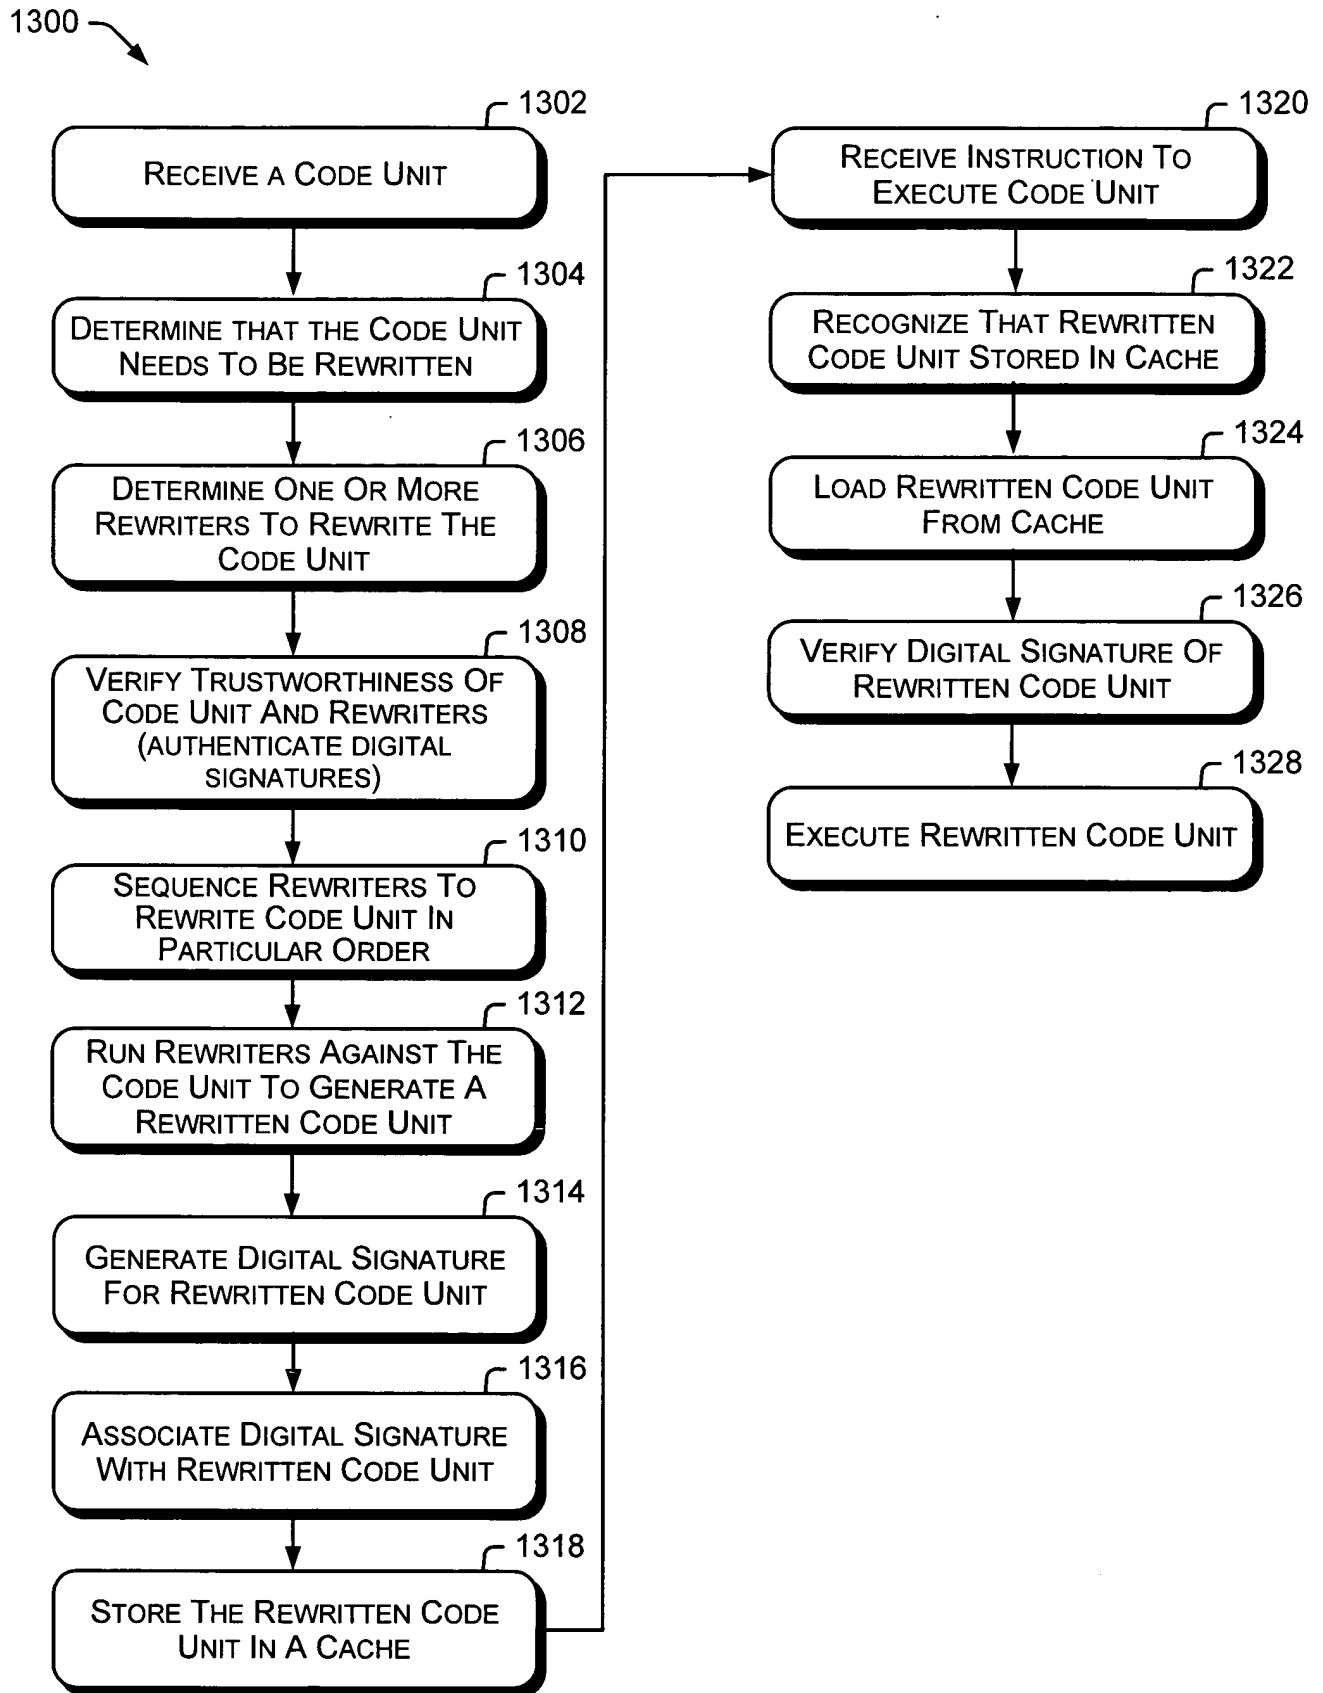 1300
1302
RECEIVE A CODE UNIT
1304
DETERMINE THAT THE CODE UNIT
NEEDS TO BE REWRITTEN
1306
DETERMINE ONE OR MORE
REWRITERS TO REWRITE THE
CODE UNIT
1308
VERIFY TRUSTWORTHINESS OF
CODE UNIT AND REWRITERS
(AUTHENTICATE DIGITAL
SIGNATURES)
1310
SEQUENCE REWRITERS TO
REWRITE CODE UNIT IN
PARTICULAR ORDER
1312
RUN REWRITERS AGAINST THE
CODE UNIT TO GENERATE A
REWRITTEN CODE UNIT
1314
GENERATE DIGITAL SIGNATURE
FOR REWRITTEN CODE UNIT
1316
ASSOCIATE DIGITAL SIGNATURE
WITH REWRITTEN CODE UNIT
1318
STORE THE REWRITTEN CODE
UNIT IN A CACHE
1320
RECEIVE INSTRUCTION TO
EXECUTE CODE UNIT
1322
RECOGNIZE THAT REWRITTEN
CODE UNIT STORED IN CACHE
1324
LOAD REWRITTEN CODE UNIT
FROM CACHE
1326
VERIFY DIGITAL SIGNATURE OF
REWRITTEN CODE UNIT
1328
EXECUTE REWRITTEN CODE UNIT